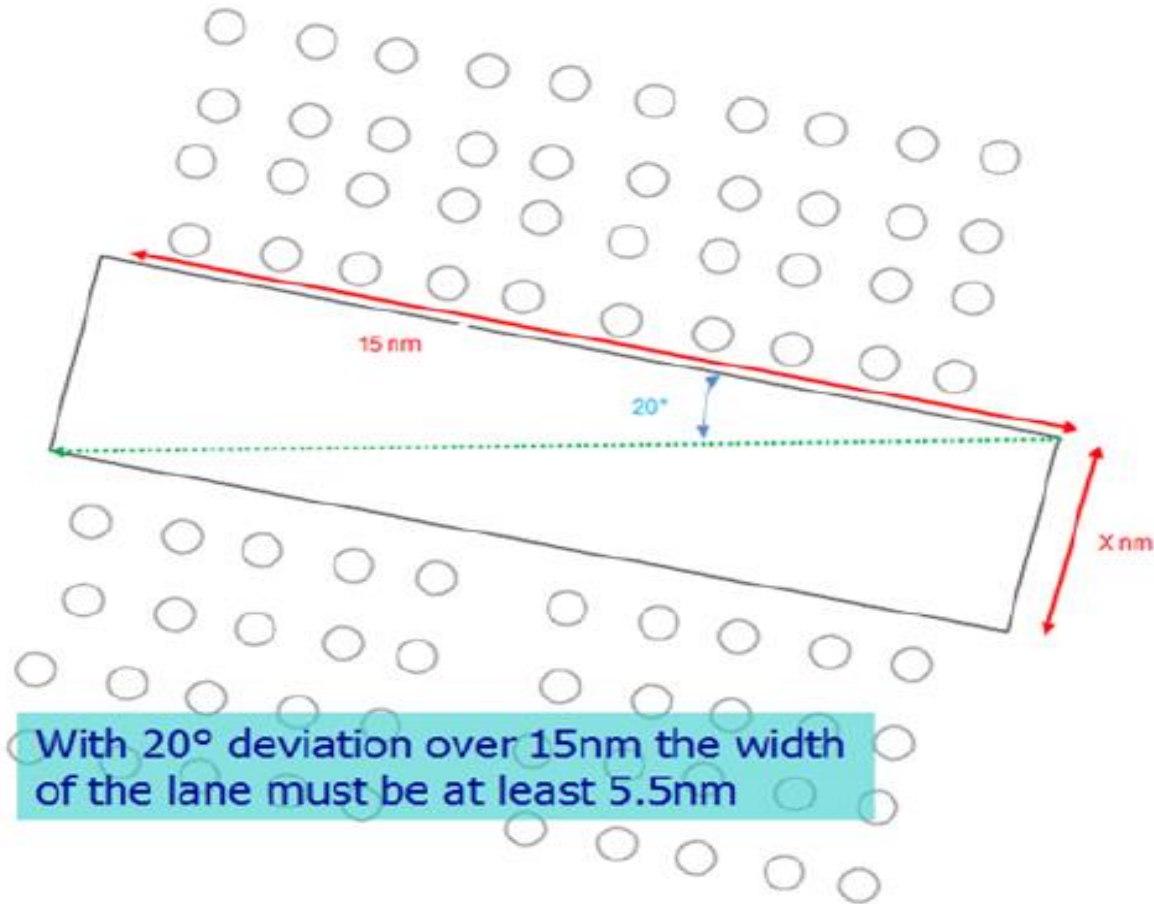 15 nm
20°
X nm
With 20° deviation over 15nm the width
of the lane must be at least 5.5nm